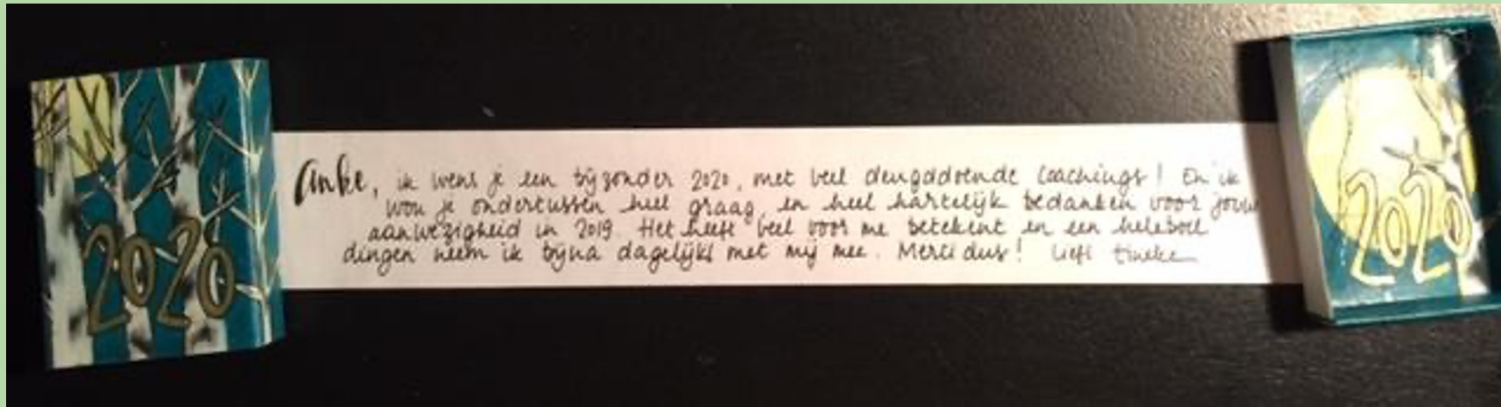 2020
Anke, ik wens je een bijzonder 2020, met veel deugddoende coachings! En ik
wou je ondertussen heel graag, en heel hartelijk bedanken voor jouw
aanwezigheid in 2019. Het heeft veel voor me betekent en een heleboel
dingen neem ik bijna dagelijks met mij mee. Merci dus! Liefs Tineke
2020